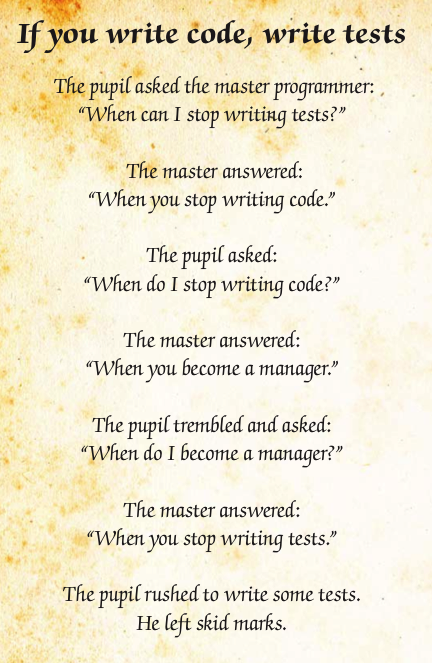 If you write code, write tests
The pupil asked the master programmer:
“When can I stop writing tests?”
The master answered:
“When you stop writing code.”
The pupil asked:
“When do I stop writing code?”
The master answered:
“When you become a manager.”
The pupil trembled and asked:
“When do I become a manager?”
The master answered:
“When you stop writing tests.”
The pupil rushed to write some tests.
He left skid marks.